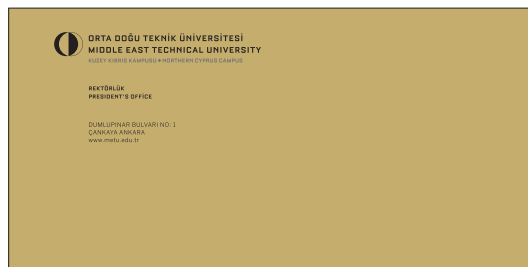 ORTA DOĞU TEKNİK ÜNİVERSİTESİ
MIDDLE EAST TECHNICAL UNIVERSITY
KUZEY KIBRIS KAMPUSU • NORTHERN CYPRUS CAMPUS
REKTÖRLÜK
PRESIDENT'S OFFICE
DUMLUPINAR BULVARI NO: 1
ÇANKAYA ANKARA
www.metu.edu.tr